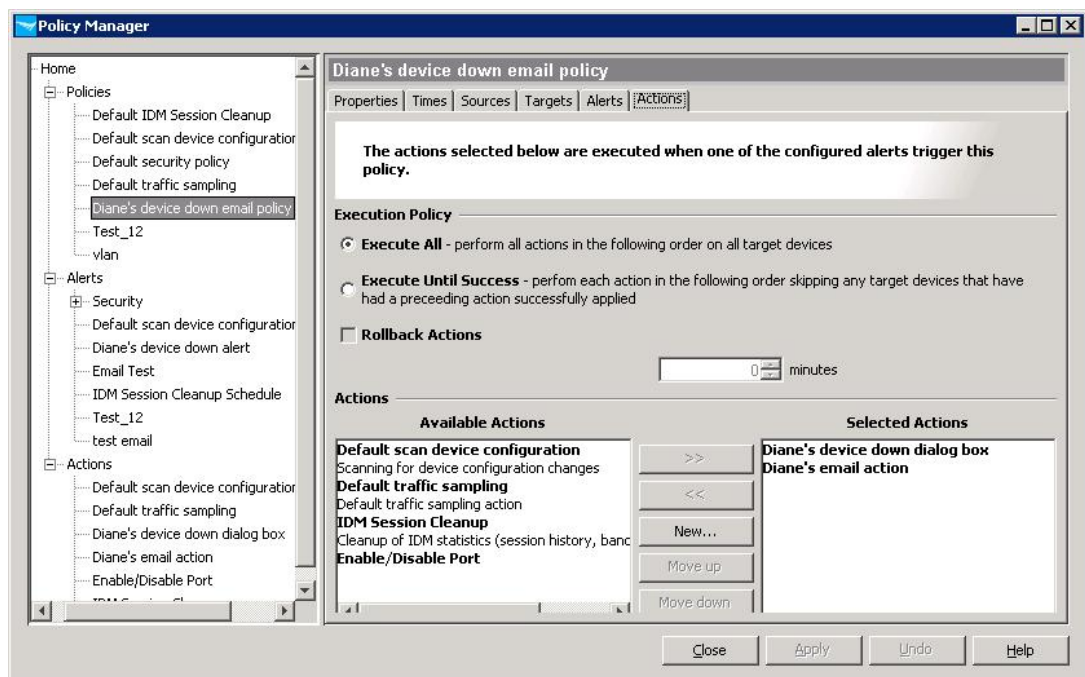 Policy Manager
Home
Policies
Default IDM Session Cleanup
Default scan device configuration
Default security policy
Default traffic sampling
Diane's device down email policy
Test_12
vlan
Alerts
Security
Default scan device configuration
Diane's device down alert
Email Test
IDM Session Cleanup Schedule
Test_12
test email
Actions
Default scan device configuration
Default traffic sampling
Diane's device down dialog box
Diane's email action
Enable/Disable Port
Diane's device down email policy
Properties Times Sources Targets Alerts Actions
The actions selected below are executed when one of the configured alerts trigger this
policy.
Execution Policy
Execute All - perform all actions in the following order on all target devices
Execute Until Success - perfom each action in the following order skipping any target devices that have
had a preceeding action successfully applied
Rollback Actions
0 minutes
Actions
Available Actions
Default scan device configuration
Scanning for device configuration changes
Default traffic sampling
Default traffic sampling action
IDM Session Cleanup
Cleanup of IDM statistics (session history, banc
Enable/Disable Port
>>
<<
New...
Move up
Move down
Selected Actions
Diane's device down dialog box
Diane's email action
Close Apply Undo Help